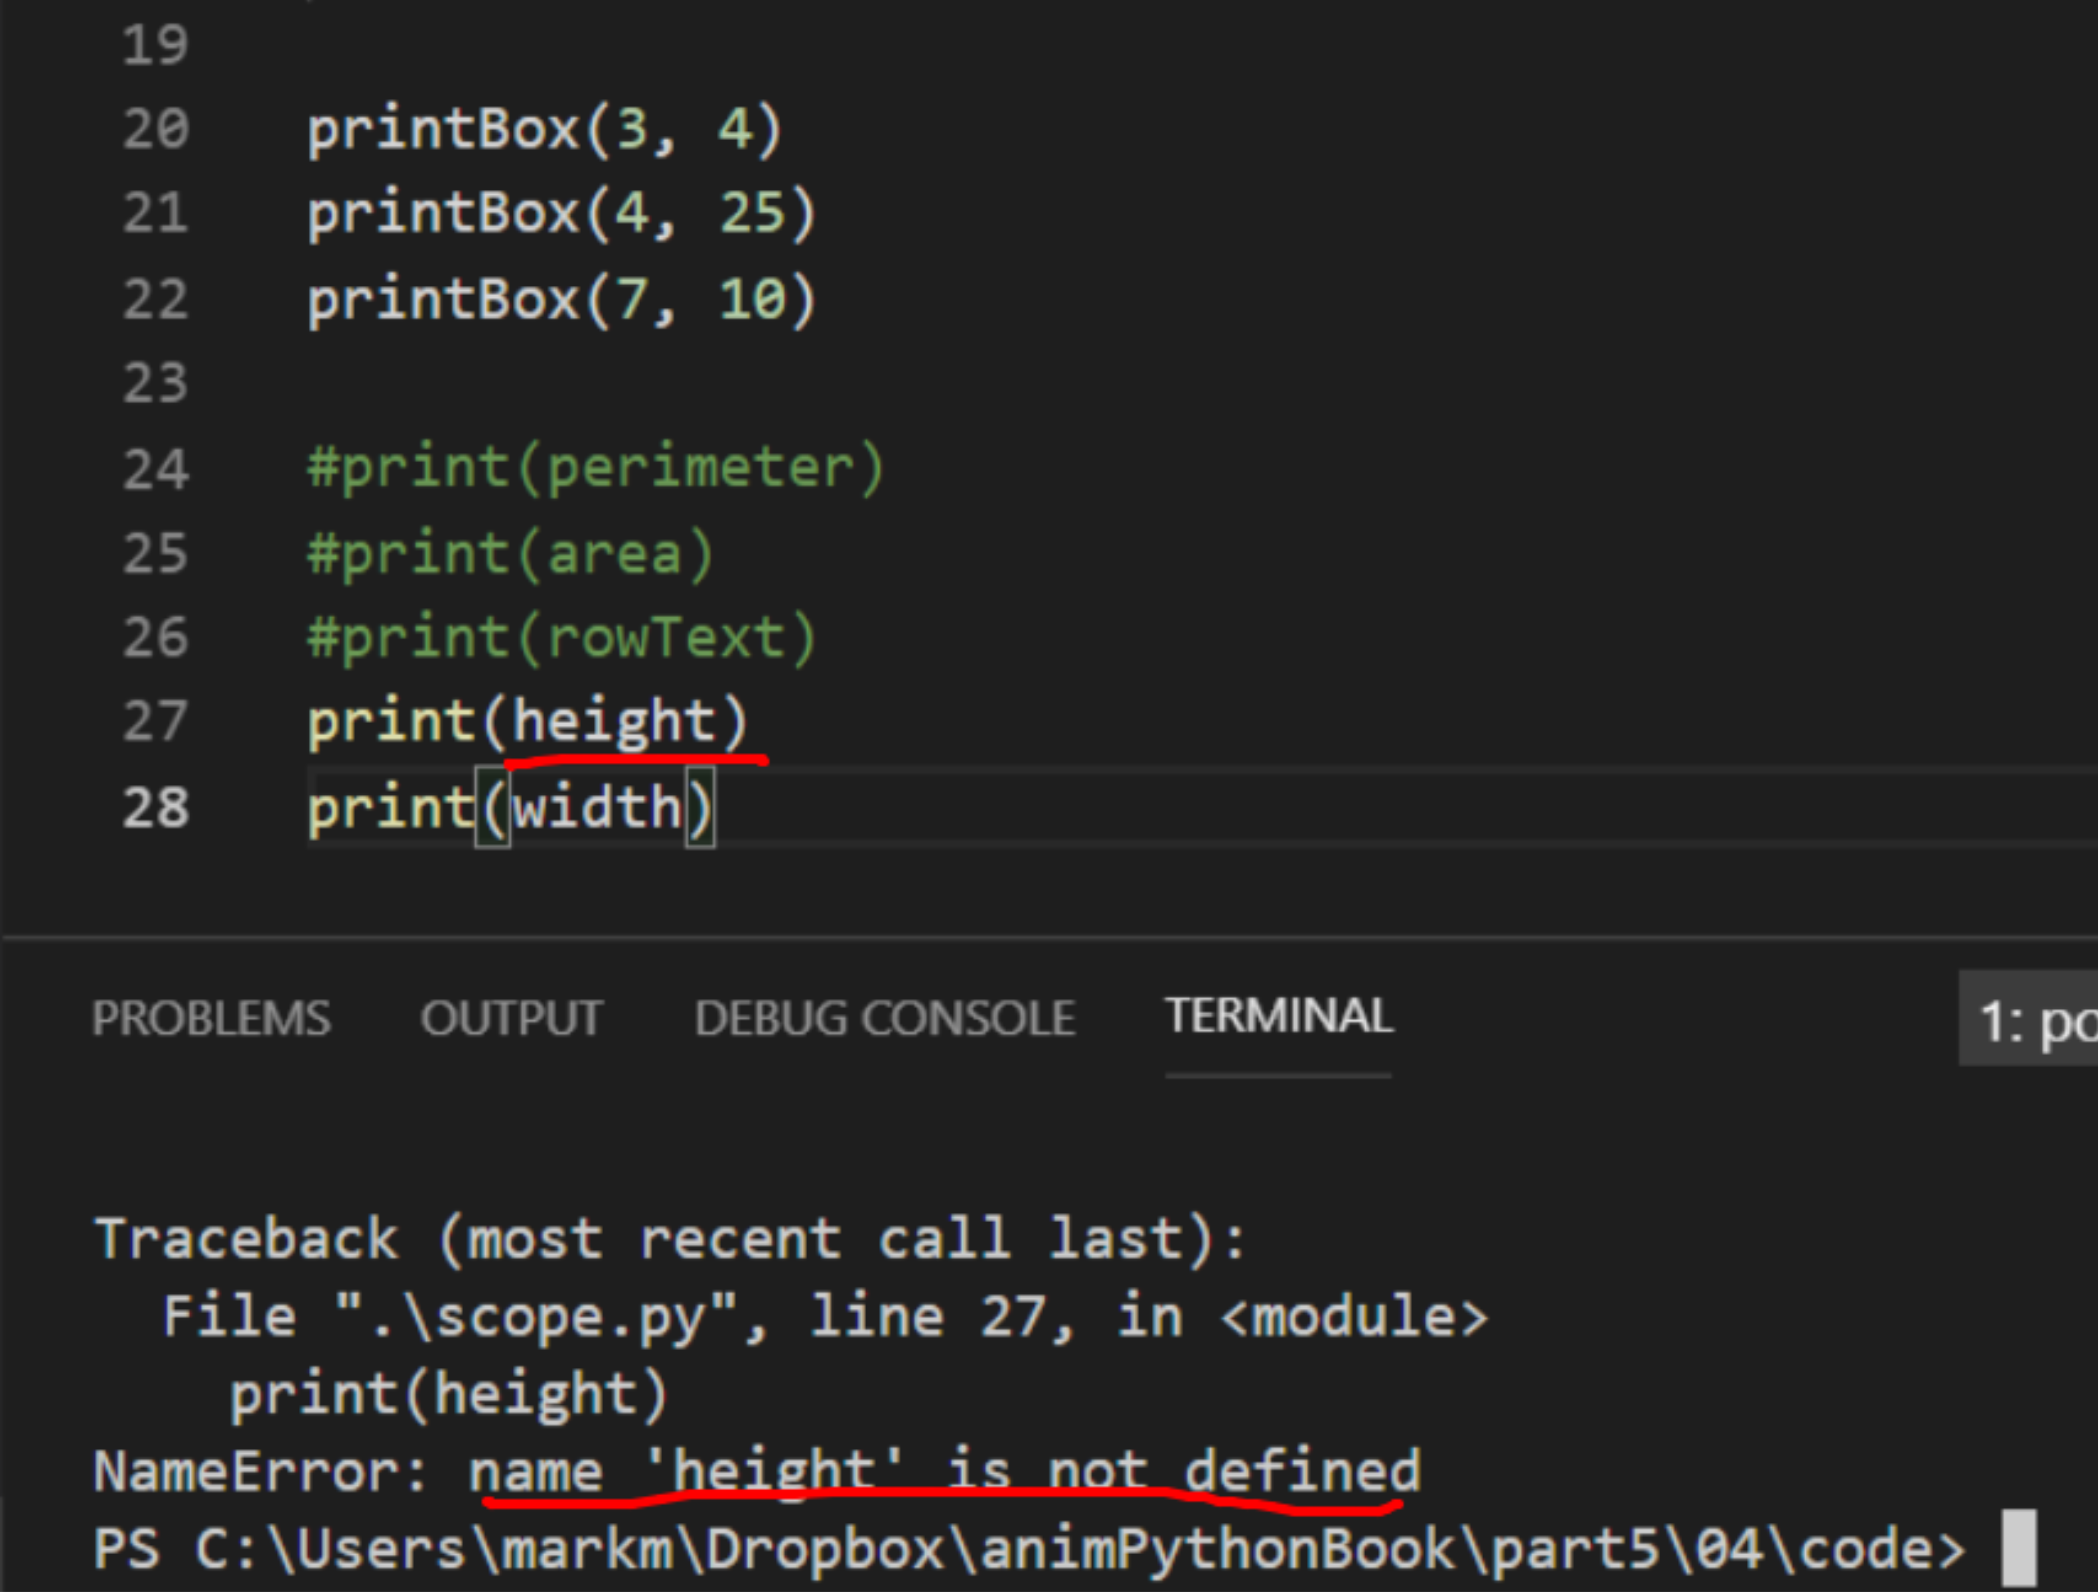 19
20 printBox(3, 4)
21 printBox(4, 25)
22 printBox(7, 10)
23
24 #print(perimeter)
25 #print(area)
26 #print(rowText)
27 print(height)
28 print(width)
PROBLEMS OUTPUT DEBUG CONSOLE TERMINAL 1: po
Traceback (most recent call last):
  File ".\scope.py", line 27, in <module>
    print(height)
NameError: name 'height' is not defined
PS C:\Users\markm\Dropbox\animPythonBook\part5\04\code>